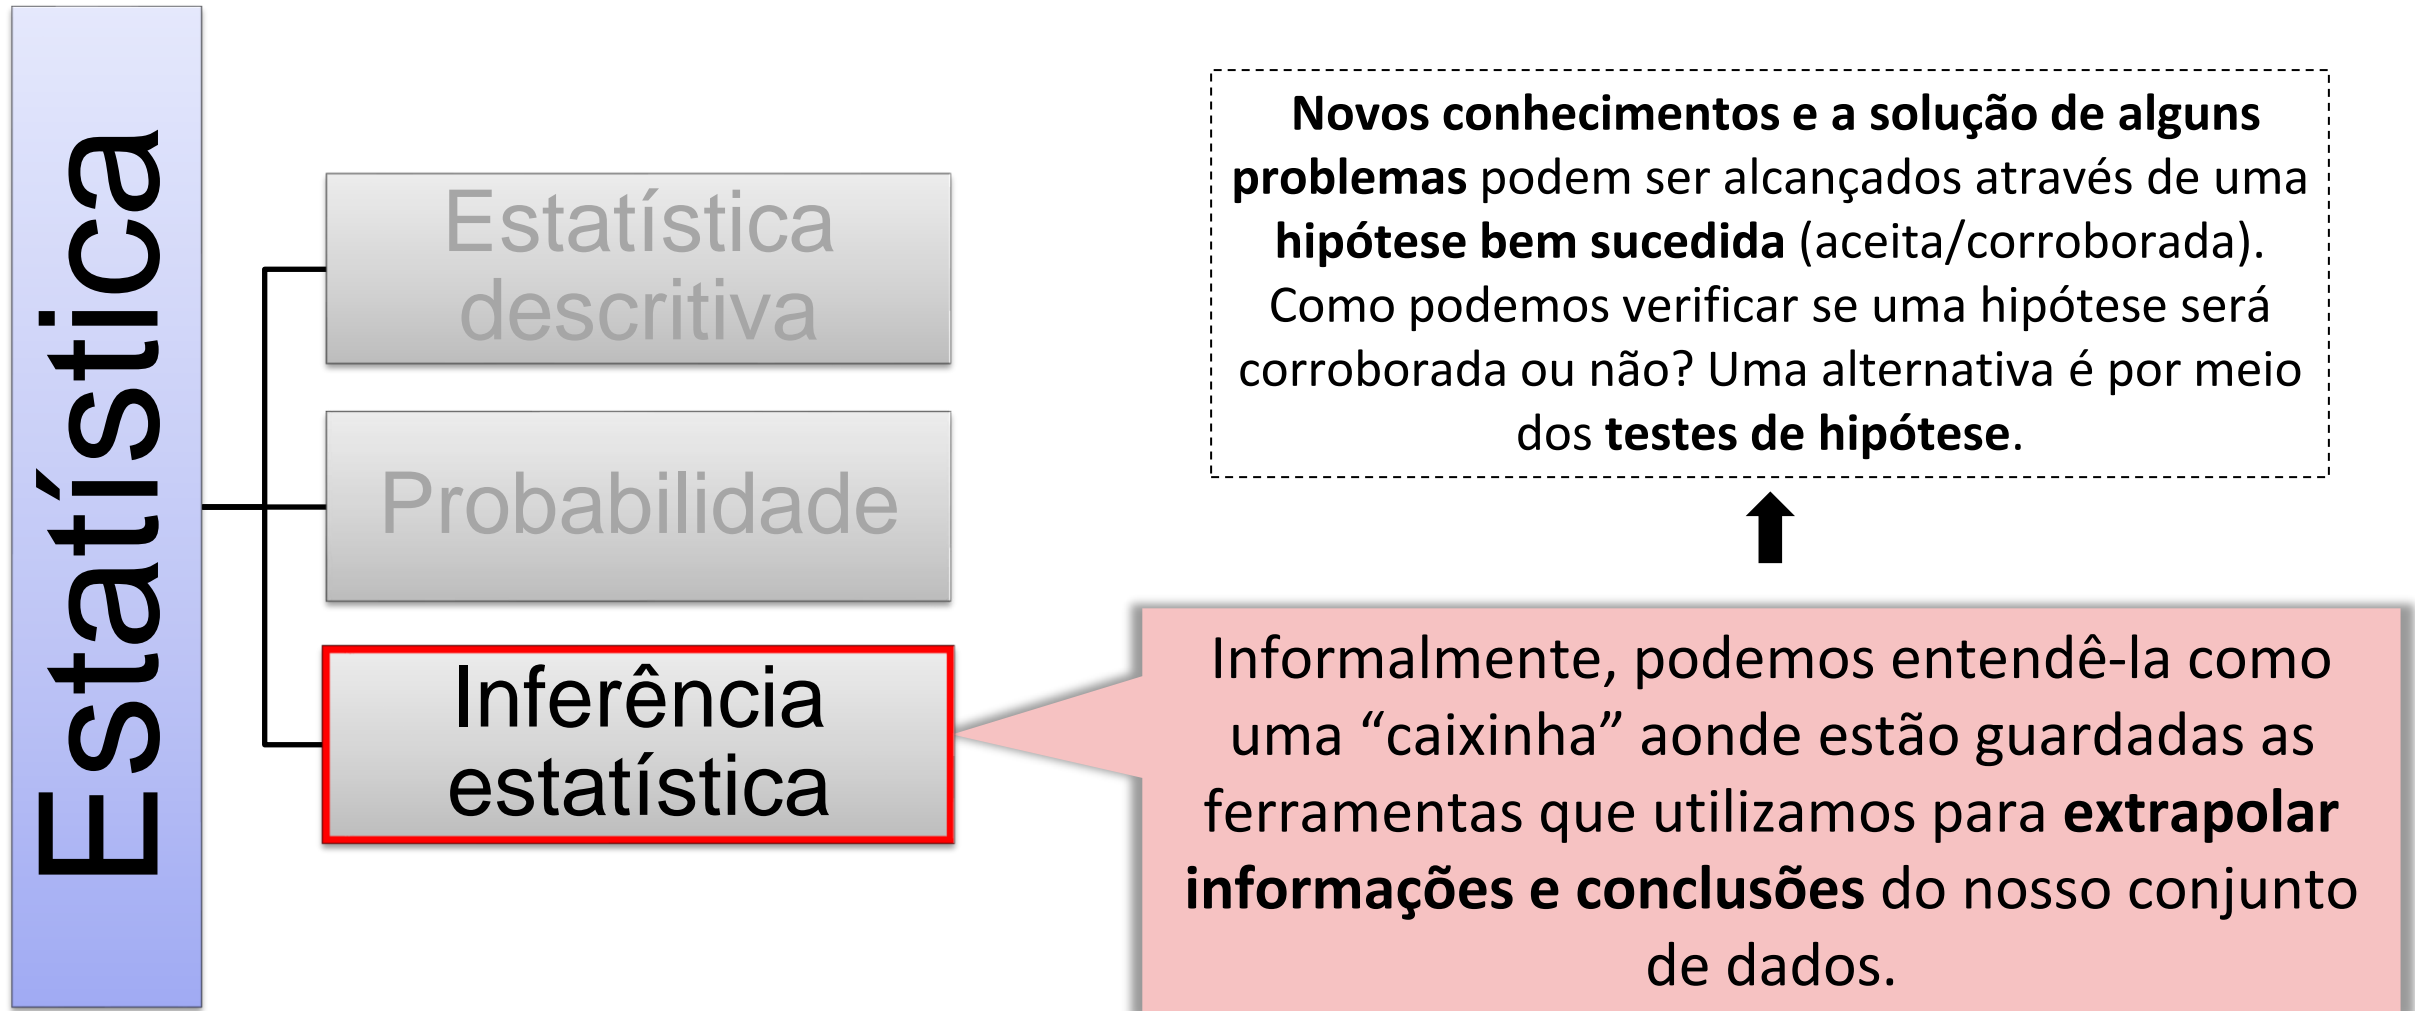 Estatística
Estatística
descritiva
Probabilidade
Inferência
estatística
Novos conhecimentos e a solução de alguns
problemas podem ser alcançados através de uma
hipótese bem sucedida (aceita/corroborada).
Como podemos verificar se uma hipótese será
corroborada ou não? Uma alternativa é por meio
dos testes de hipótese.
Informalmente, podemos entendê-la como
uma “caixinha” aonde estão guardadas as
ferramentas que utilizamos para extrapolar
informações e conclusões do nosso conjunto
de dados.